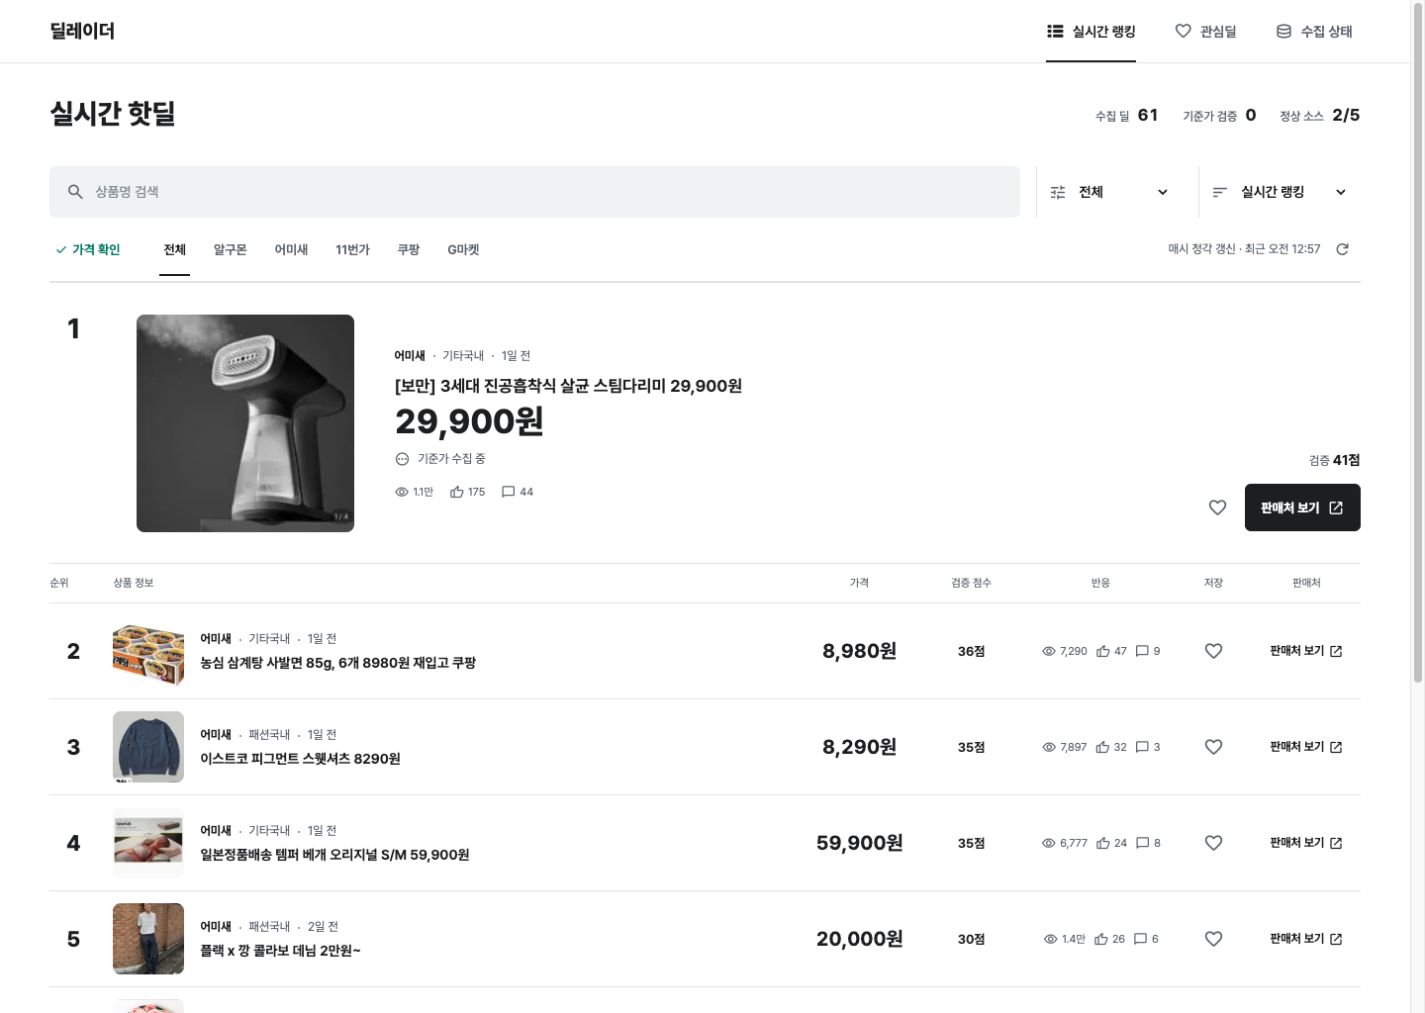 딜레이더
실시간 랭킹
관심딜
수집 상태
실시간 핫딜
수집 딜 61
기준가 검증 0
정상 소스 2/5
상품명 검색
전체
실시간 랭킹
가격 확인
전체
알구몬
어미새
11번가
쿠팡
G마켓
매시 정각 갱신 · 최근 오전 12:57
1
1/4
어미새 · 기타국내 · 1일 전
[보만] 3세대 진공흡착식 살균 스팀다리미 29,900원
29,900원
기준가 수집 중
1.1만 175 44
검증 41점
판매처 보기
순위 상품 정보 가격 검증 점수 반응 저장 판매처
2
어미새 · 기타국내 · 1일 전
농심 삼계탕 사발면 85g, 6개 8980원 재입고 쿠팡
8,980원
36점
7,290 47 9
판매처 보기
3
어미새 · 패션국내 · 1일 전
이스트코 피그먼트 스웻셔츠 8290원
8,290원
35점
7,897 32 3
판매처 보기
4
어미새 · 기타국내 · 1일 전
일본정품배송 템퍼 베개 오리지널 S/M 59,900원
59,900원
35점
6,777 24 8
판매처 보기
5
어미새 · 패션국내 · 2일 전
플랙 x 깡 콜라보 데님 2만원~
20,000원
30점
1.4만 26 6
판매처 보기